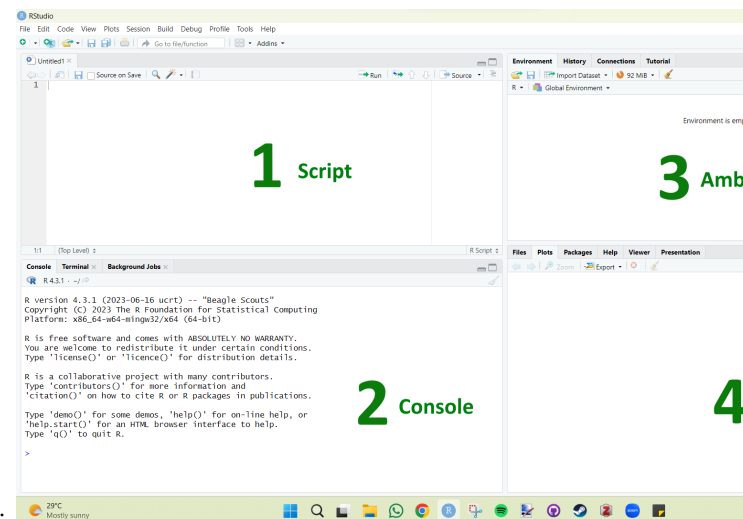 RStudio
File Edit Code View Plots Session Build Debug Profile Tools Help
Go to file/function Addins
Untitled1
Source on Save Run Source
1
1 Script
1:1 (Top Level) R Script
Console Terminal Background Jobs
R 4.3.1 · ~/
R version 4.3.1 (2023-06-16 ucrt) -- "Beagle Scouts"
Copyright (C) 2023 The R Foundation for Statistical Computing
Platform: x86_64-w64-mingw32/x64 (64-bit)
R is free software and comes with ABSOLUTELY NO WARRANTY.
You are welcome to redistribute it under certain conditions.
Type 'license()' or 'licence()' for distribution details.
R is a collaborative project with many contributors.
Type 'contributors()' for more information and
'citation()' on how to cite R or R packages in publications.
Type 'demo()' for some demos, 'help()' for on-line help, or
'help.start()' for an HTML browser interface to help.
Type 'q()' to quit R.
>
2 Console
Environment History Connections Tutorial
Import Dataset 92 MiB
R Global Environment
Environment is
3
Files Plots Packages Help Viewer Presentation
Zoom Export
4
29°C
Mostly sunny